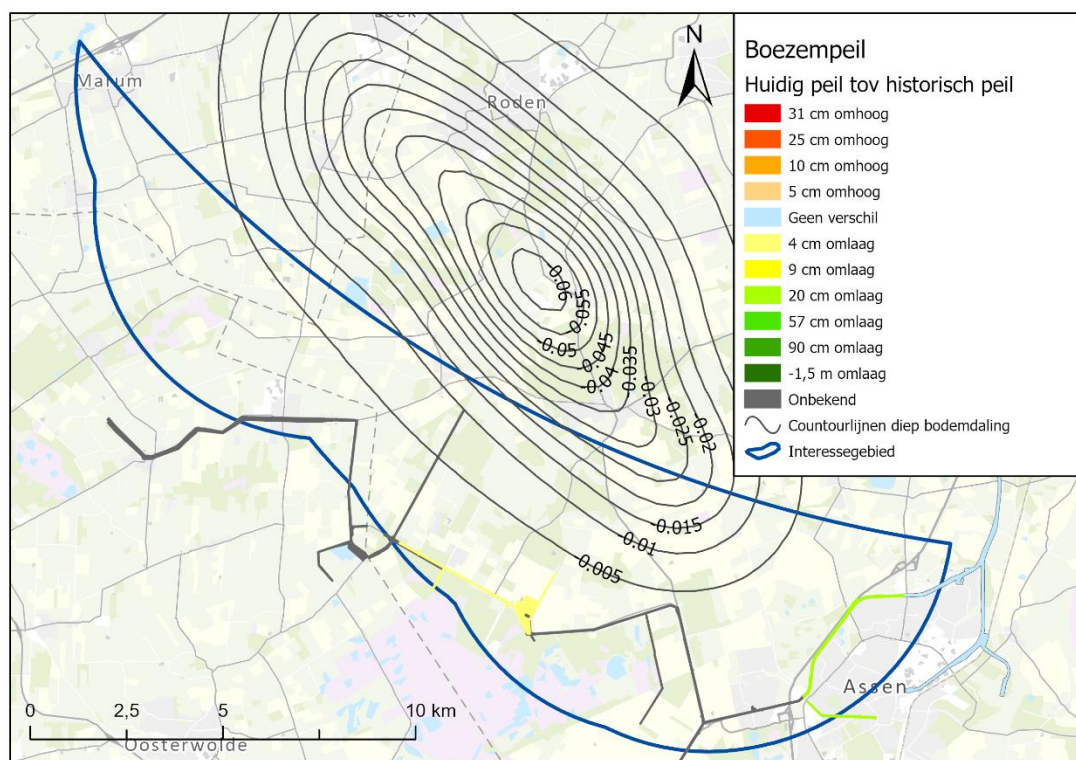 Leek
Marum
Roden
N
Boezempeil
Huidig peil tov historisch peil
31 cm omhoog
25 cm omhoog
10 cm omhoog
5 cm omhoog
Geen verschil
4 cm omlaag
9 cm omlaag
20 cm omlaag
57 cm omlaag
90 cm omlaag
-1,5 m omlaag
Onbekend
Countourlijnen diep bodemdaling
Interessegebied
-0.06
-0.055
-0.05
-0.045
-0.04
-0.035
-0.03
-0.025
-0.02
-0.015
-0.01
-0.005
Assen
0 2,5 5 10 km
Oosterwolde